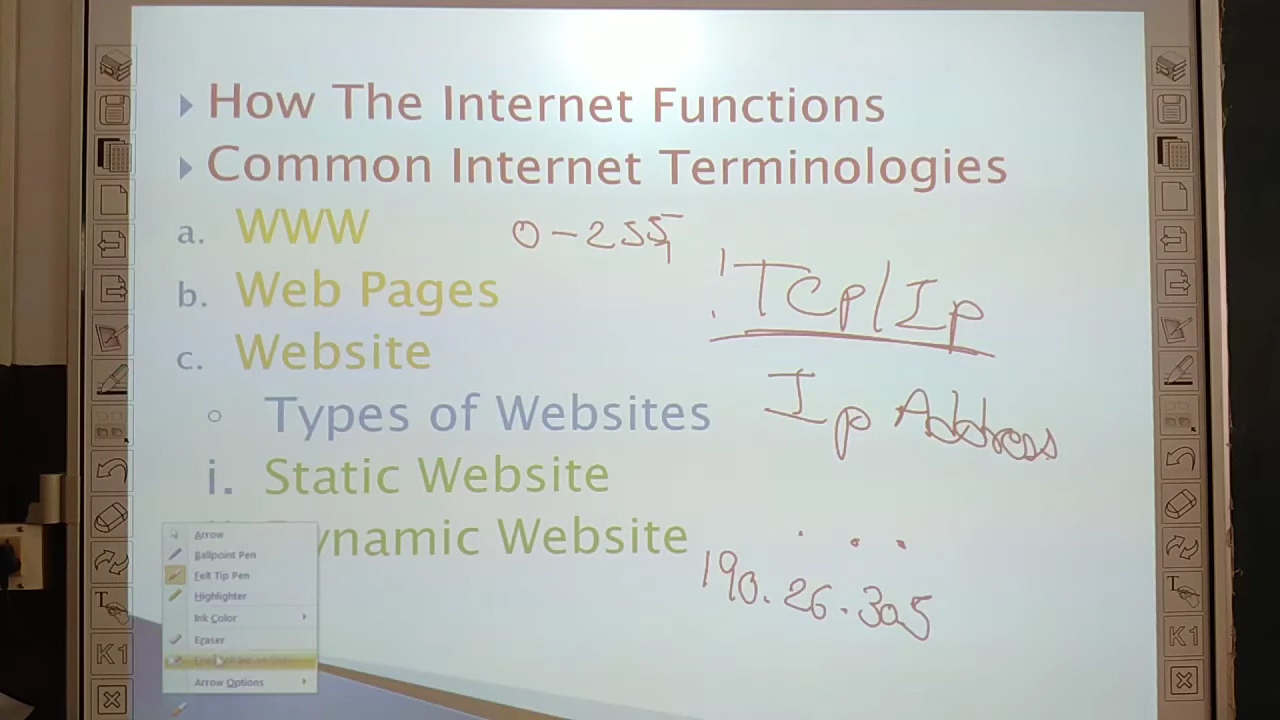 How The Internet Functions
Common Internet Terminologies
a. WWW
0-255
TCP/IP
b. Web Pages
c. Website
Ip Address
Types of Websites
i. Static Website
ynamic Website
190.26.305
Arrow
Ballpoint Pen
Felt Tip Pen
Highlighter
Ink Color
Eraser
Arrow Options
T
K1
T
K1